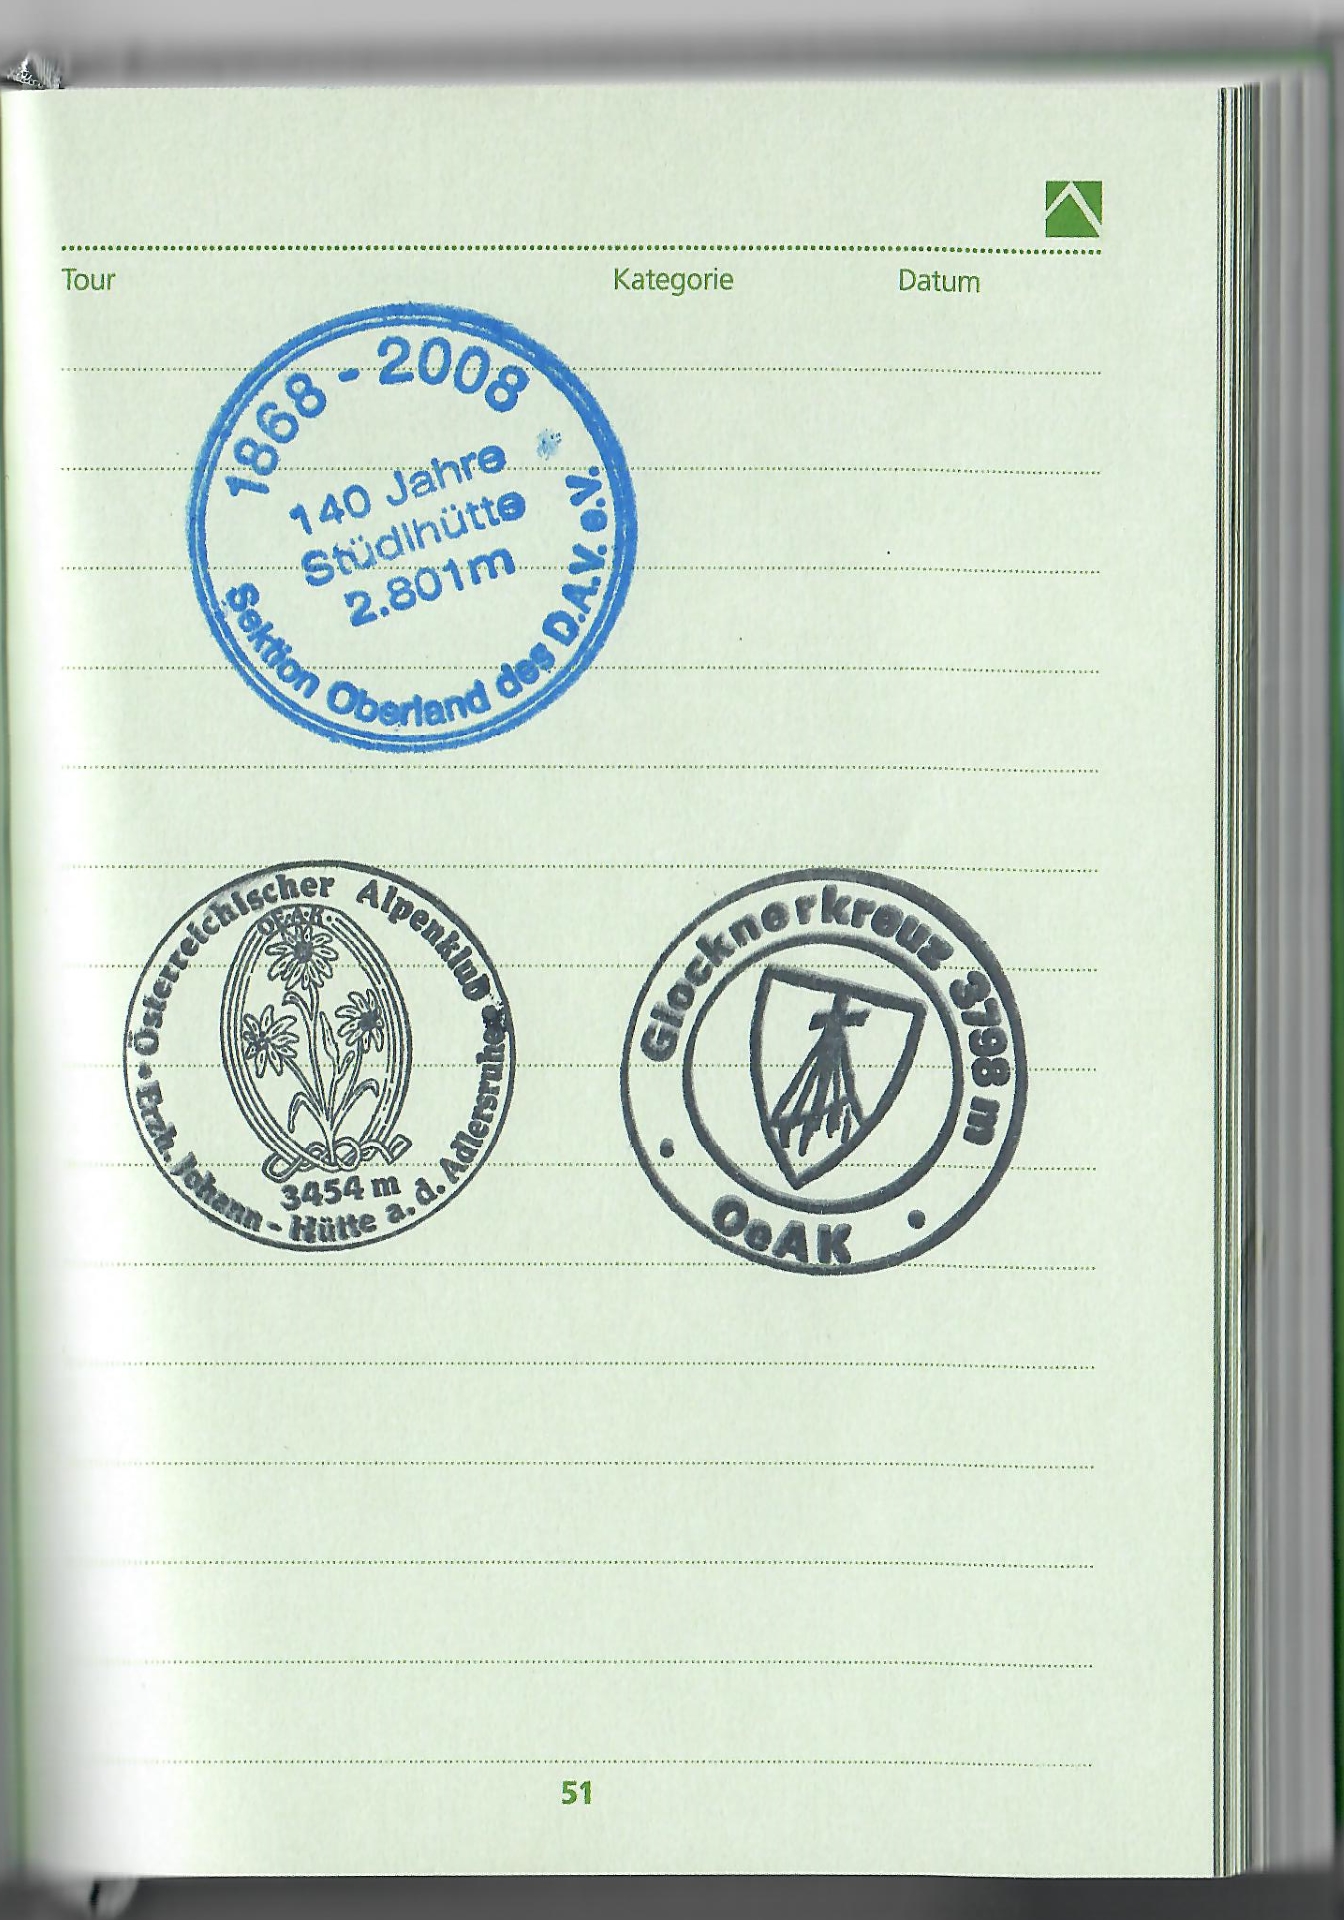 Tour Kategorie Datum
1868 - 2008
140 Jahre
Stüdlhütte
2.801m
Sektion Oberland des D.A.V. e.V.
Österreichischer Alpenklub
OE.A.K.
3454 m
Erzh. Johann - Hütte a. d. Adlersruhe
Glocknerkreuz 3798 m
OeAK
51